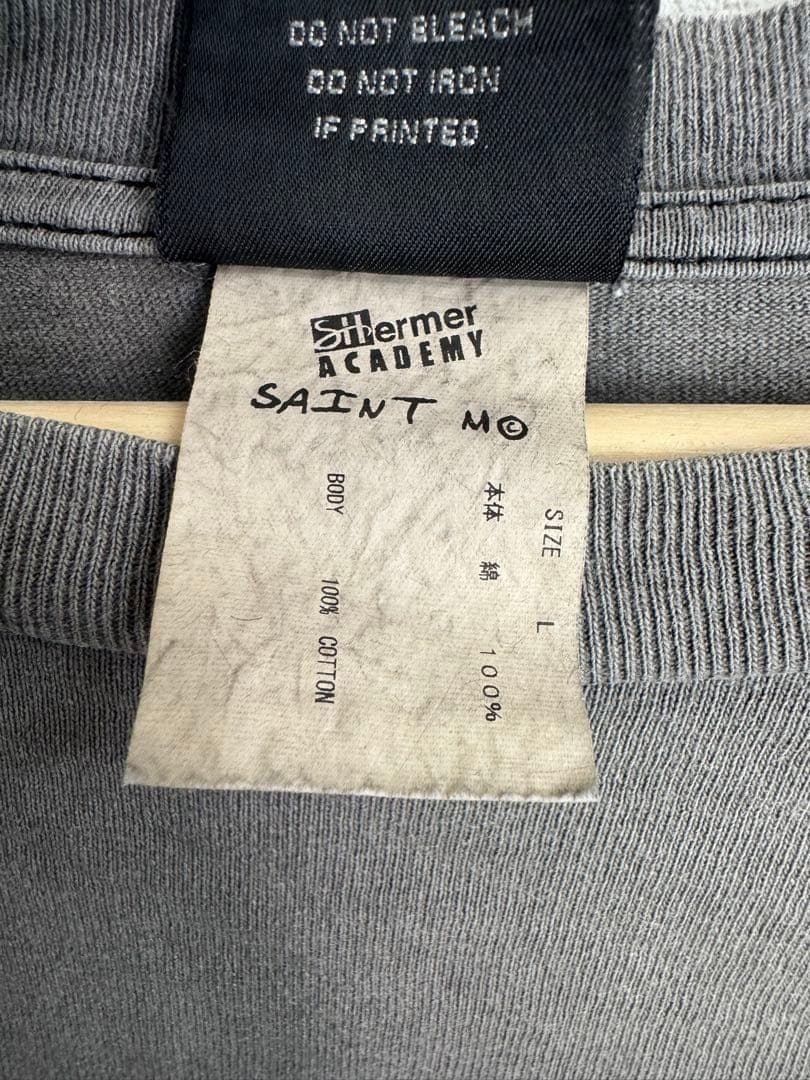 DO NOT BLEACH
DO NOT IRON
IF PRINTED
SHermer
ACADEMY
SAINT M©
SIZE L
本体 綿 100%
BODY 100% COTTON